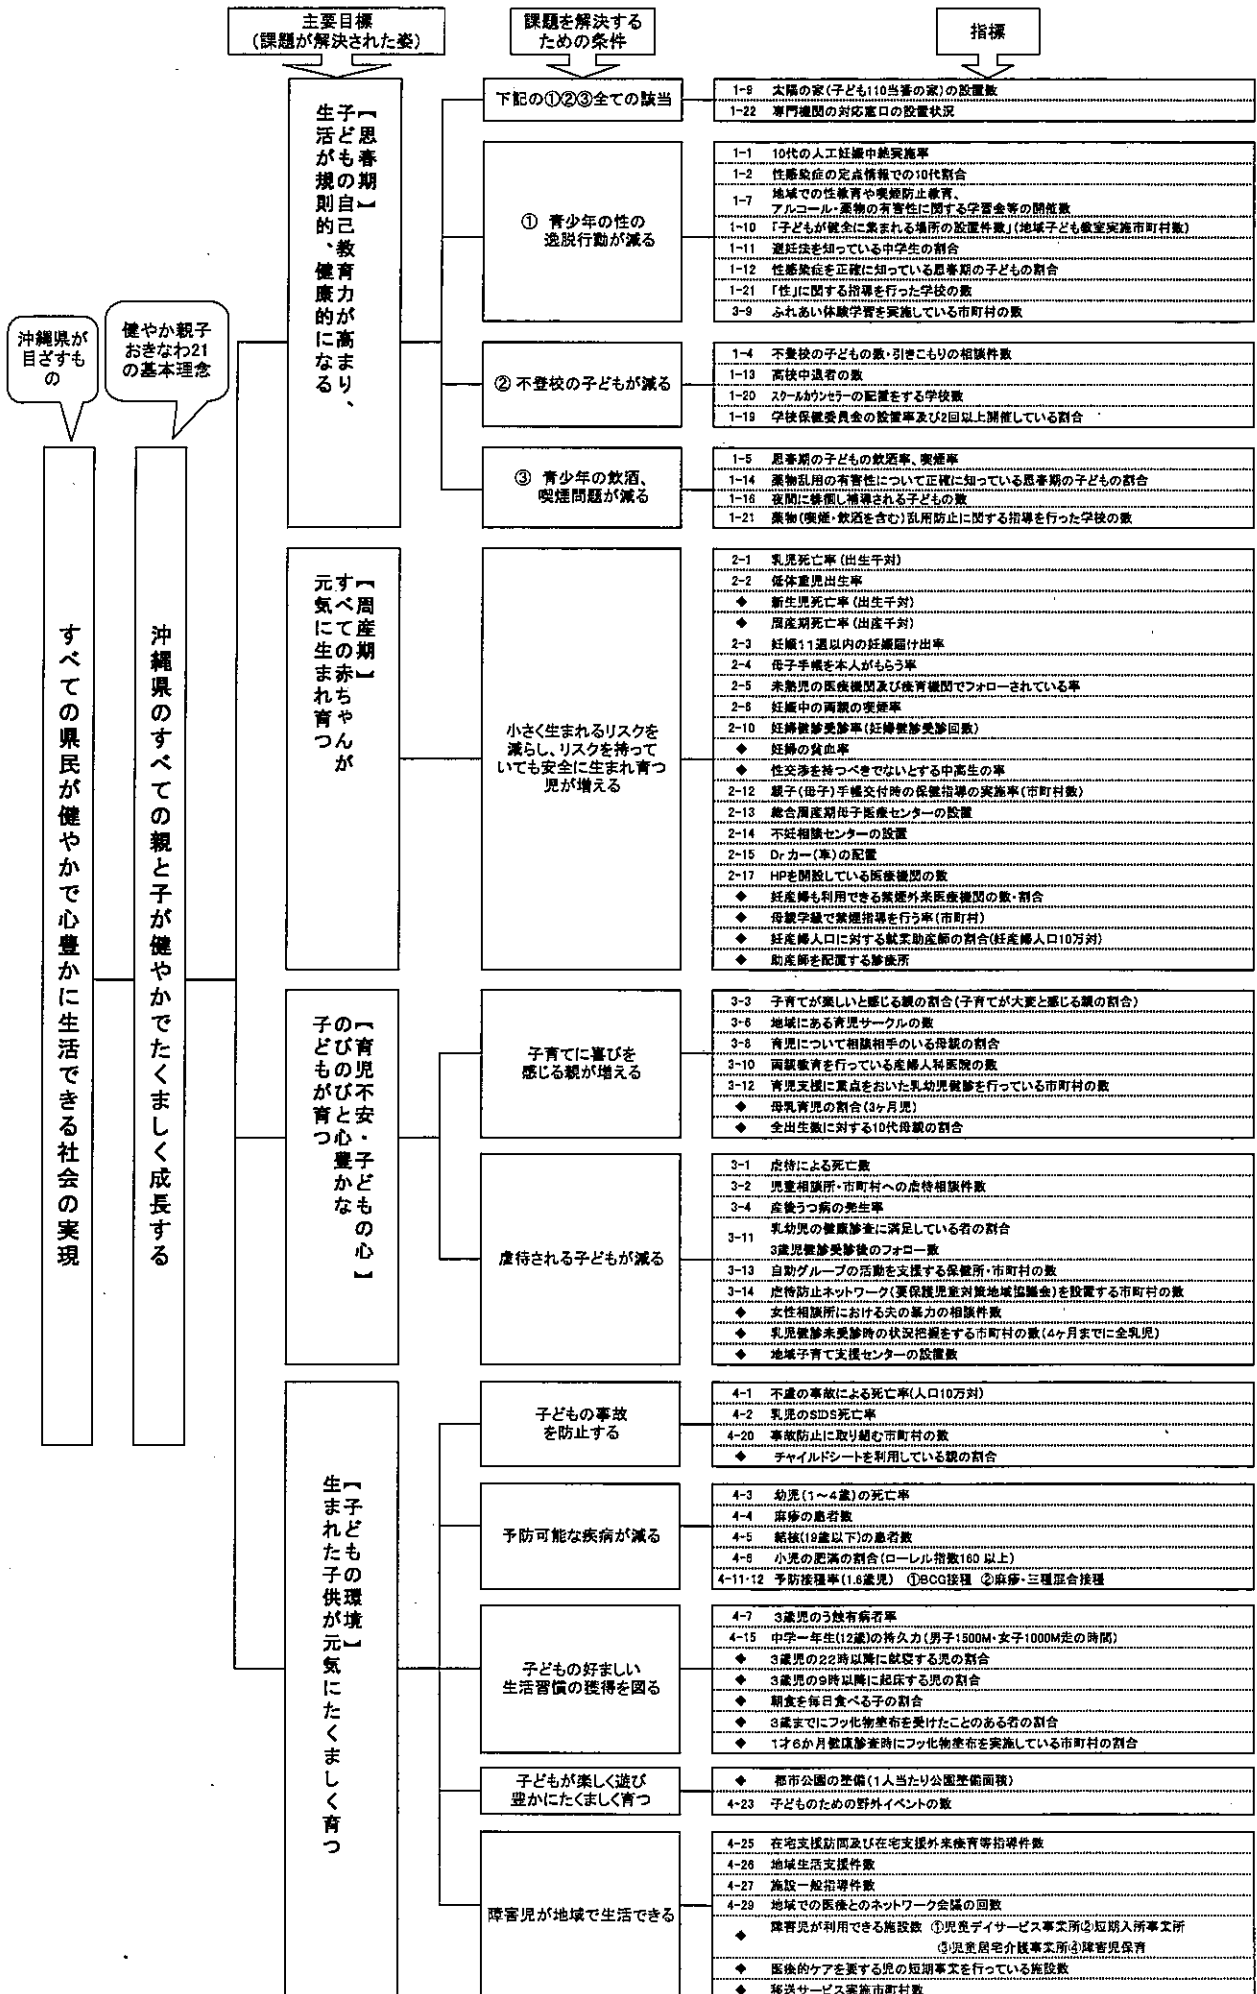 主要目標
(課題が解決された姿)
課題を解決する
ための条件
指標
沖縄県が
目ざすも
の
健やか親子
おきなわ21
の基本理念
すべての県民が健やかで心豊かに生活できる社会の実現
沖縄県のすべての親と子が健やかでたくましく成長する
【思春期】
子どもの自己教育力が高まり、
生活が規則的、健康的になる
下記の①②③全ての該当
1-9 太陽の家(子ども110当番の家)の設置数
1-22 専門機関の対応窓口の設置状況
① 青少年の性の
逸脱行動が減る
1-1 10代の人工妊娠中絶実施率
1-2 性感染症の定点情報での10代割合
1-7 地域での性教育や喫煙防止教育、
アルコール・薬物の有害性に関する学習会等の開催数
1-10 「子どもが健全に集まれる場所の設置件数」(地域子ども教室実施市町村数)
1-11 避妊法を知っている中学生の割合
1-12 性感染症を正確に知っている思春期の子どもの割合
1-21 「性」に関する指導を行った学校の数
3-9 ふれあい体験学習を実施している市町村の数
② 不登校の子どもが減る
1-4 不登校の子どもの数・引きこもりの相談件数
1-13 高校中退者の数
1-20 スクールカウンセラーの配置をする学校数
1-19 学校保健委員会の設置率及び2回以上開催している割合
③ 青少年の飲酒、
喫煙問題が減る
1-5 思春期の子どもの飲酒率、喫煙率
1-14 薬物乱用の有害性について正確に知っている思春期の子どもの割合
1-16 夜間に徘徊し補導される子どもの数
1-21 薬物(喫煙・飲酒を含む)乱用防止に関する指導を行った学校の数
【周産期】
すべての赤ちゃんが
元気に生まれ育つ
小さく生まれるリスクを
減らし、リスクを持って
いても安全に生まれ育つ
児が増える
2-1 乳児死亡率(出生千対)
2-2 低体重児出生率
◆ 新生児死亡率(出生千対)
◆ 周産期死亡率(出産千対)
2-3 妊娠11週以内の妊娠届け出率
2-4 母子手帳を本人がもらう率
2-5 未熟児の医療機関及び療育機関でフォローされている率
2-6 妊娠中の両親の喫煙率
2-10 妊婦健診受診率(妊婦健診受診回数)
◆ 妊婦の貧血率
◆ 性交渉を持つべきでないとする中高生の率
2-12 親子(母子)手帳交付時の保健指導の実施率(市町村数)
2-13 総合周産期母子医療センターの設置
2-14 不妊相談センターの設置
2-15 Drカー(車)の配置
2-17 HPを開設している医療機関の数
◆ 妊産婦も利用できる禁煙外来医療機関の数・割合
◆ 母親学級で禁煙指導を行う率(市町村)
◆ 妊産婦人口に対する就業助産師の割合(妊産婦人口10万対)
◆ 助産師を配置する診療所
【育児不安・子どもの心】
のびのびと心豊かな
子どもが育つ
子育てに喜びを
感じる親が増える
3-3 子育てが楽しいと感じる親の割合(子育てが大変と感じる親の割合)
3-6 地域にある育児サークルの数
3-8 育児について相談相手のいる母親の割合
3-10 両親教育を行っている産婦人科医院の数
3-12 育児支援に重点をおいた乳幼児健診を行っている市町村の数
◆ 母乳育児の割合(3ヶ月児)
◆ 全出生数に対する10代母親の割合
虐待される子どもが減る
3-1 虐待による死亡数
3-2 児童相談所・市町村への虐待相談件数
3-4 産後うつ病の発生率
3-11 乳幼児の健康診査に満足している者の割合
3歳児健診受診後のフォロー数
3-13 自助グループの活動を支援する保健所・市町村の数
3-14 虐待防止ネットワーク(要保護児童対策地域協議会)を設置する市町村の数
◆ 女性相談所における夫の暴力の相談件数
◆ 乳児健診未受診時の状況把握をする市町村の数(4ヶ月までに全乳児)
◆ 地域子育て支援センターの設置数
【子どもの環境】
生まれた子供が元気にたくましく育つ
子どもの事故
を防止する
4-1 不慮の事故による死亡率(人口10万対)
4-2 乳児のSIDS死亡率
4-20 事故防止に取り組む市町村の数
◆ チャイルドシートを利用している親の割合
予防可能な疾病が減る
4-3 幼児(1～4歳)の死亡率
4-4 麻疹の患者数
4-5 結核(19歳以下)の患者数
4-6 小児の肥満の割合(ローレル指数160 以上)
4-11・12 予防接種率(1.6歳児) ①BCG接種 ②麻疹・三種混合接種
子どもの好ましい
生活習慣の獲得を図る
4-7 3歳児のう蝕有病者率
4-15 中学一年生(12歳)の持久力(男子1500M・女子1000M走の時間)
◆ 3歳児の22時以降に就寝する児の割合
◆ 3歳児の9時以降に起床する児の割合
◆ 朝食を毎日食べる子の割合
◆ 3歳までにフッ化物塗布を受けたことのある者の割合
◆ 1才6か月健康診査時にフッ化物塗布を実施している市町村の割合
子どもが楽しく遊び
豊かにたくましく育つ
◆ 都市公園の整備(1人当たり公園整備面積)
4-23 子どものための野外イベントの数
障害児が地域で生活できる
4-25 在宅支援訪問及び在宅支援外来療育等指導件数
4-26 地域生活支援件数
4-27 施設一般指導件数
4-29 地域での医療とのネットワーク会議の回数
◆ 障害児が利用できる施設数 ①児童デイサービス事業所②短期入所事業所
③児童居宅介護事業所④障害児保育
◆ 医療的ケアを要する児の短期事業を行っている施設数
◆ 移送サービス実施市町村数